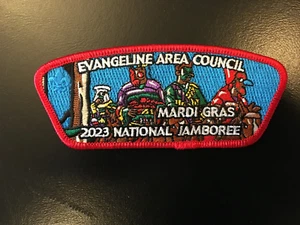 EVANGELINE AREA COUNCIL
MARDI GRAS
2023 NATIONAL JAMBOREE